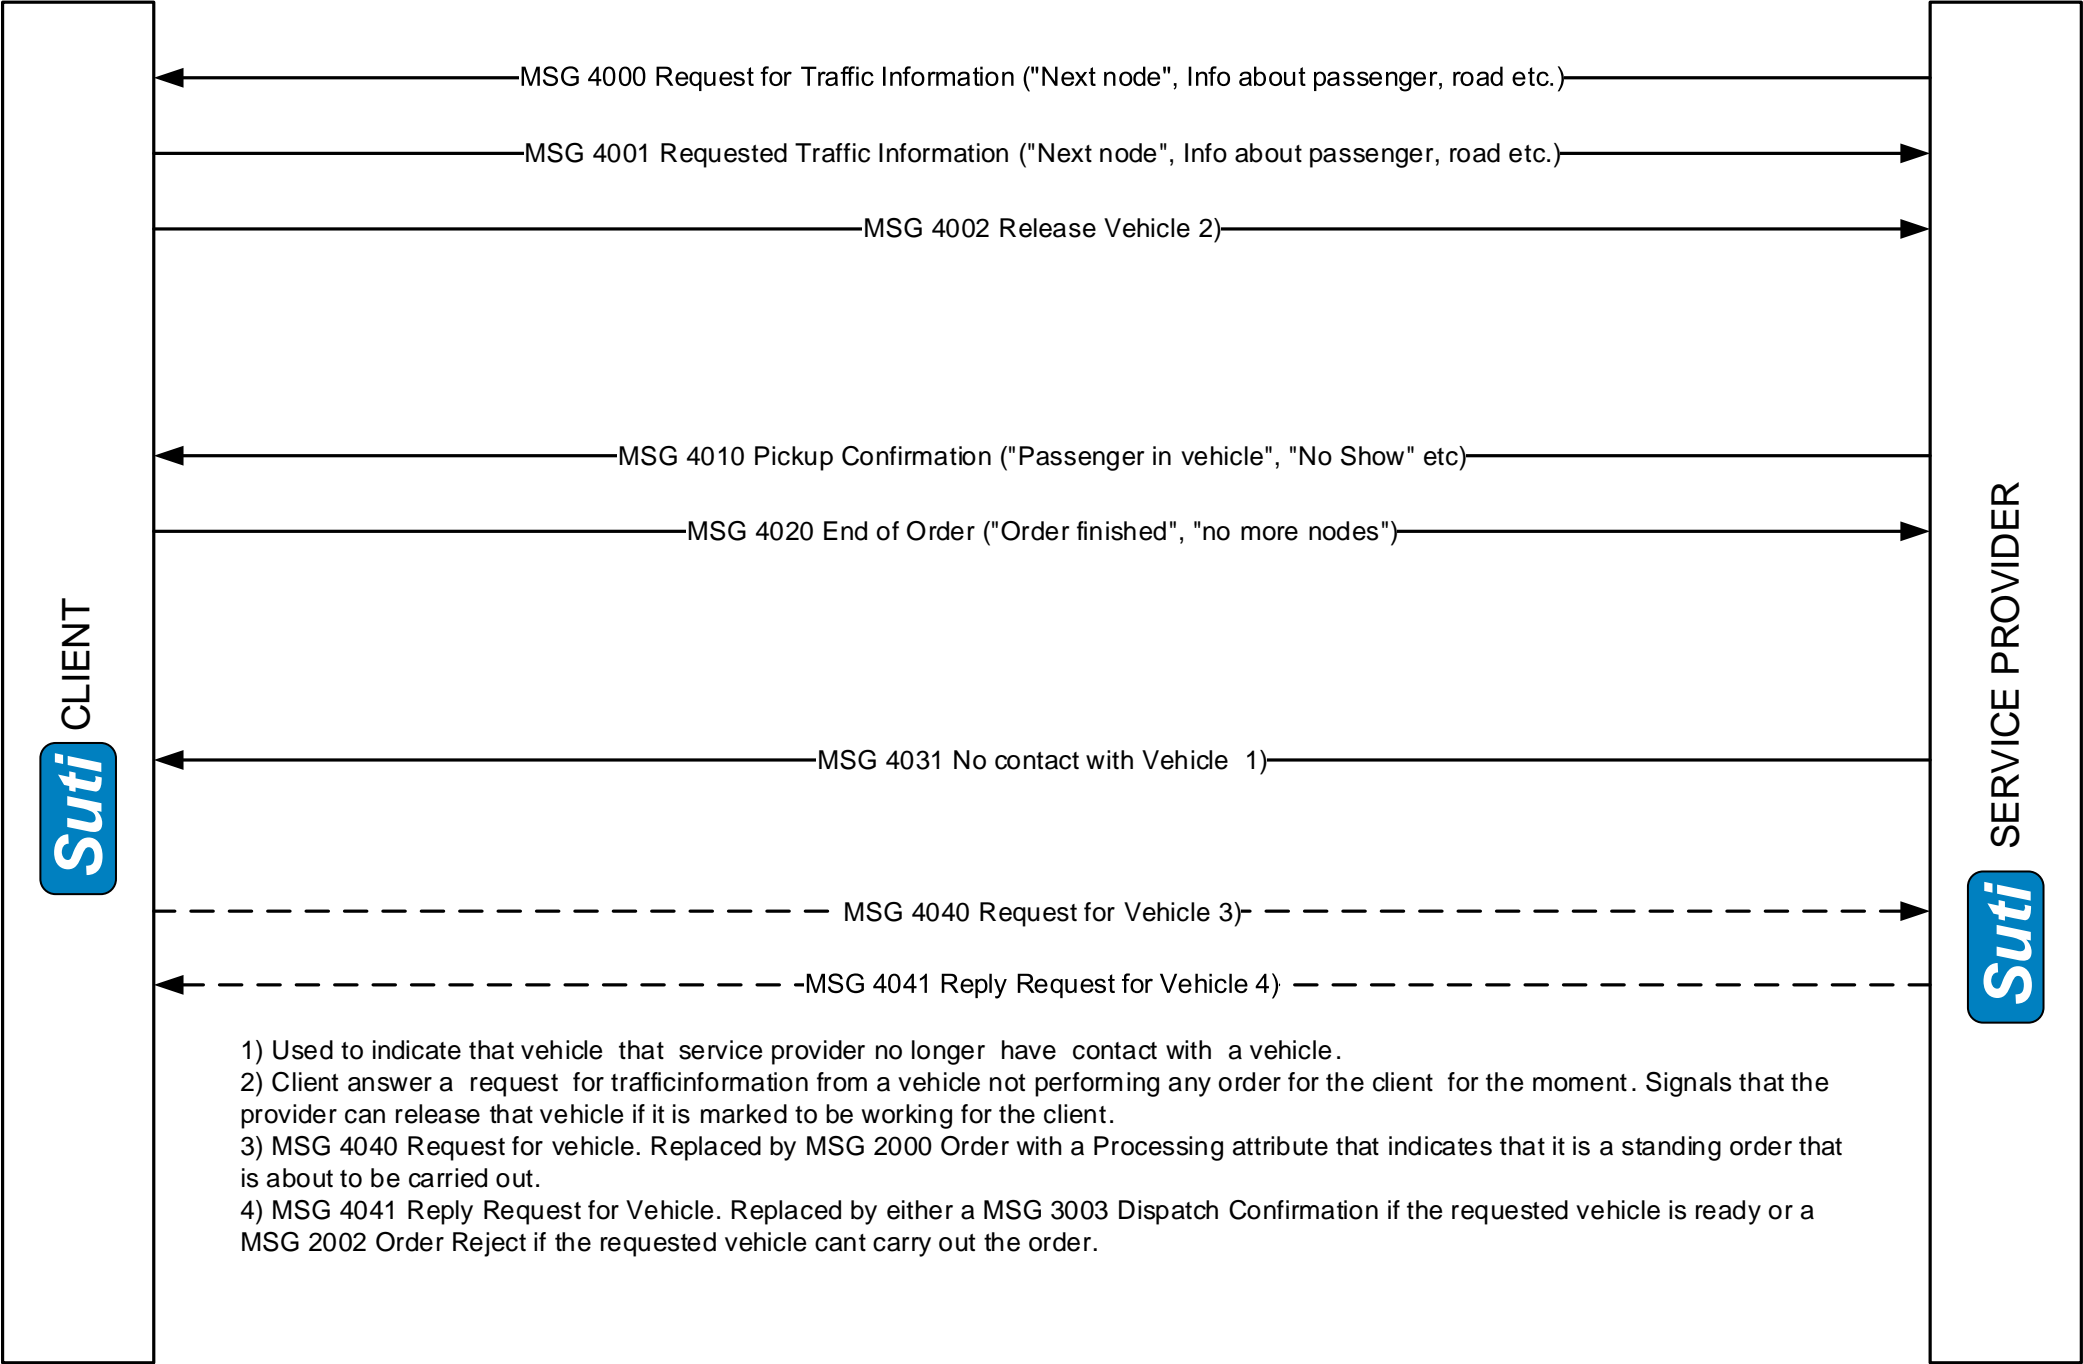 MSG 4000 Request for Traffic Information ("Next node", Info about passenger, road etc.)
MSG 4001 Requested Traffic Information ("Next node", Info about passenger, road etc.)
MSG 4002 Release Vehicle 2)
MSG 4010 Pickup Confirmation ("Passenger in vehicle", "No Show" etc)
MSG 4020 End of Order ("Order finished", "no more nodes")
Suti CLIENT
Suti SERVICE PROVIDER
MSG 4031 No contact with Vehicle 1)
MSG 4040 Request for Vehicle 3)
MSG 4041 Reply Request for Vehicle 4)
1) Used to indicate that vehicle that service provider no longer have contact with a vehicle.
2) Client answer a request for trafficinformation from a vehicle not performing any order for the client for the moment. Signals that the
provider can release that vehicle if it is marked to be working for the client.
3) MSG 4040 Request for vehicle. Replaced by MSG 2000 Order with a Processing attribute that indicates that it is a standing order that
is about to be carried out.
4) MSG 4041 Reply Request for Vehicle. Replaced by either a MSG 3003 Dispatch Confirmation if the requested vehicle is ready or a
MSG 2002 Order Reject if the requested vehicle cant carry out the order.